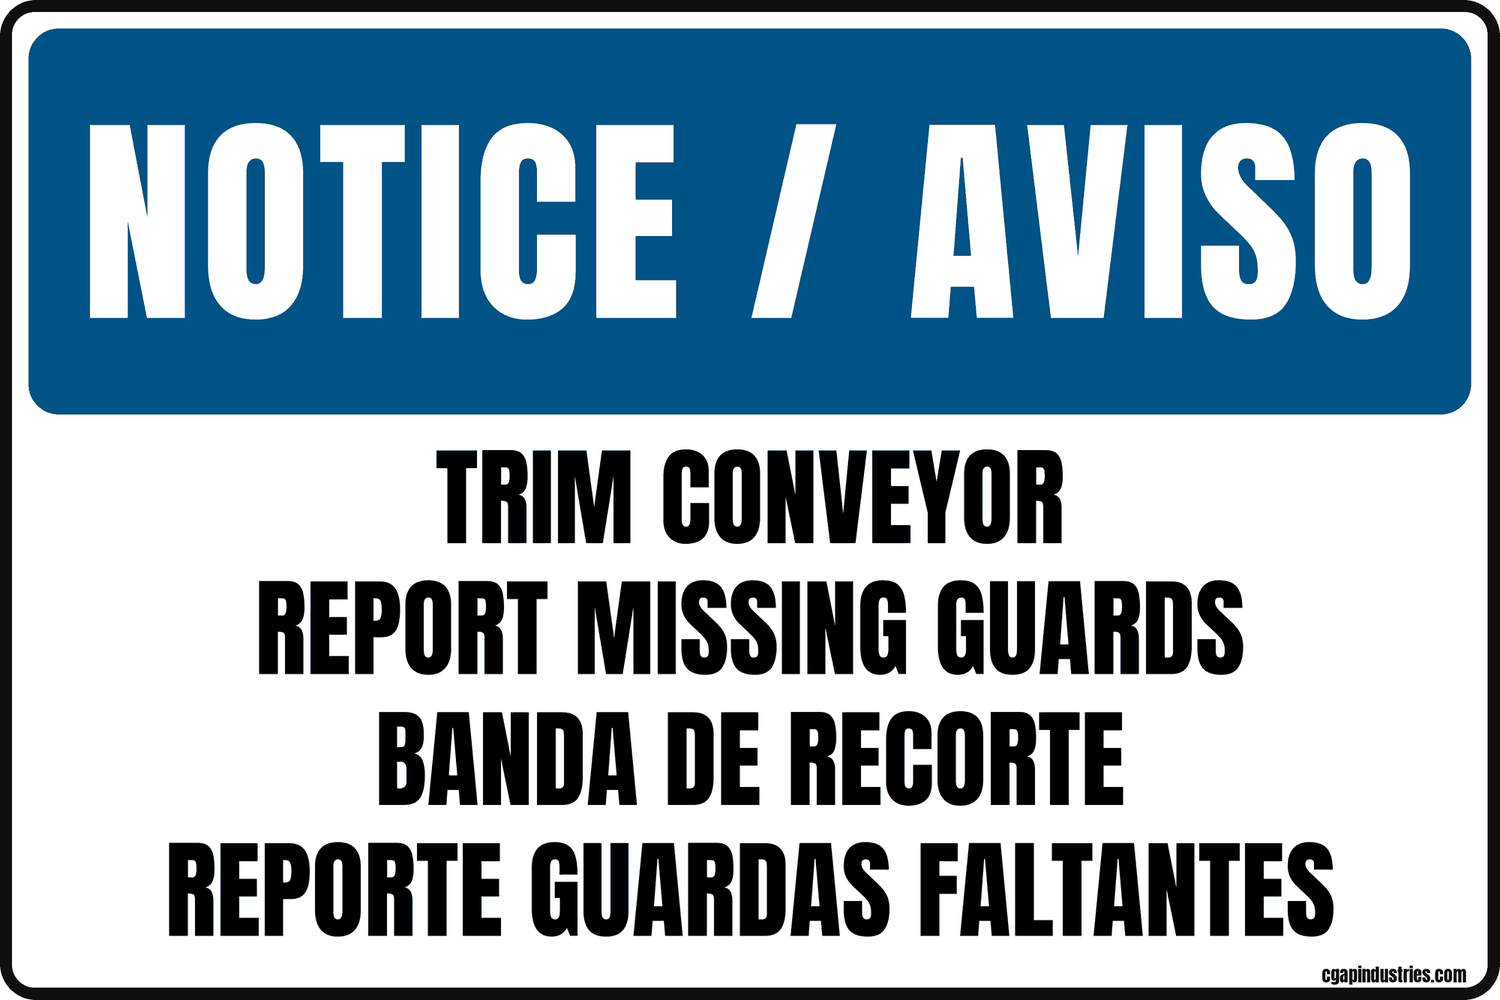 NOTICE / AVISO
TRIM CONVEYOR
REPORT MISSING GUARDS
BANDA DE RECORTE
REPORTE GUARDAS FALTANTES
cgapindustries.com